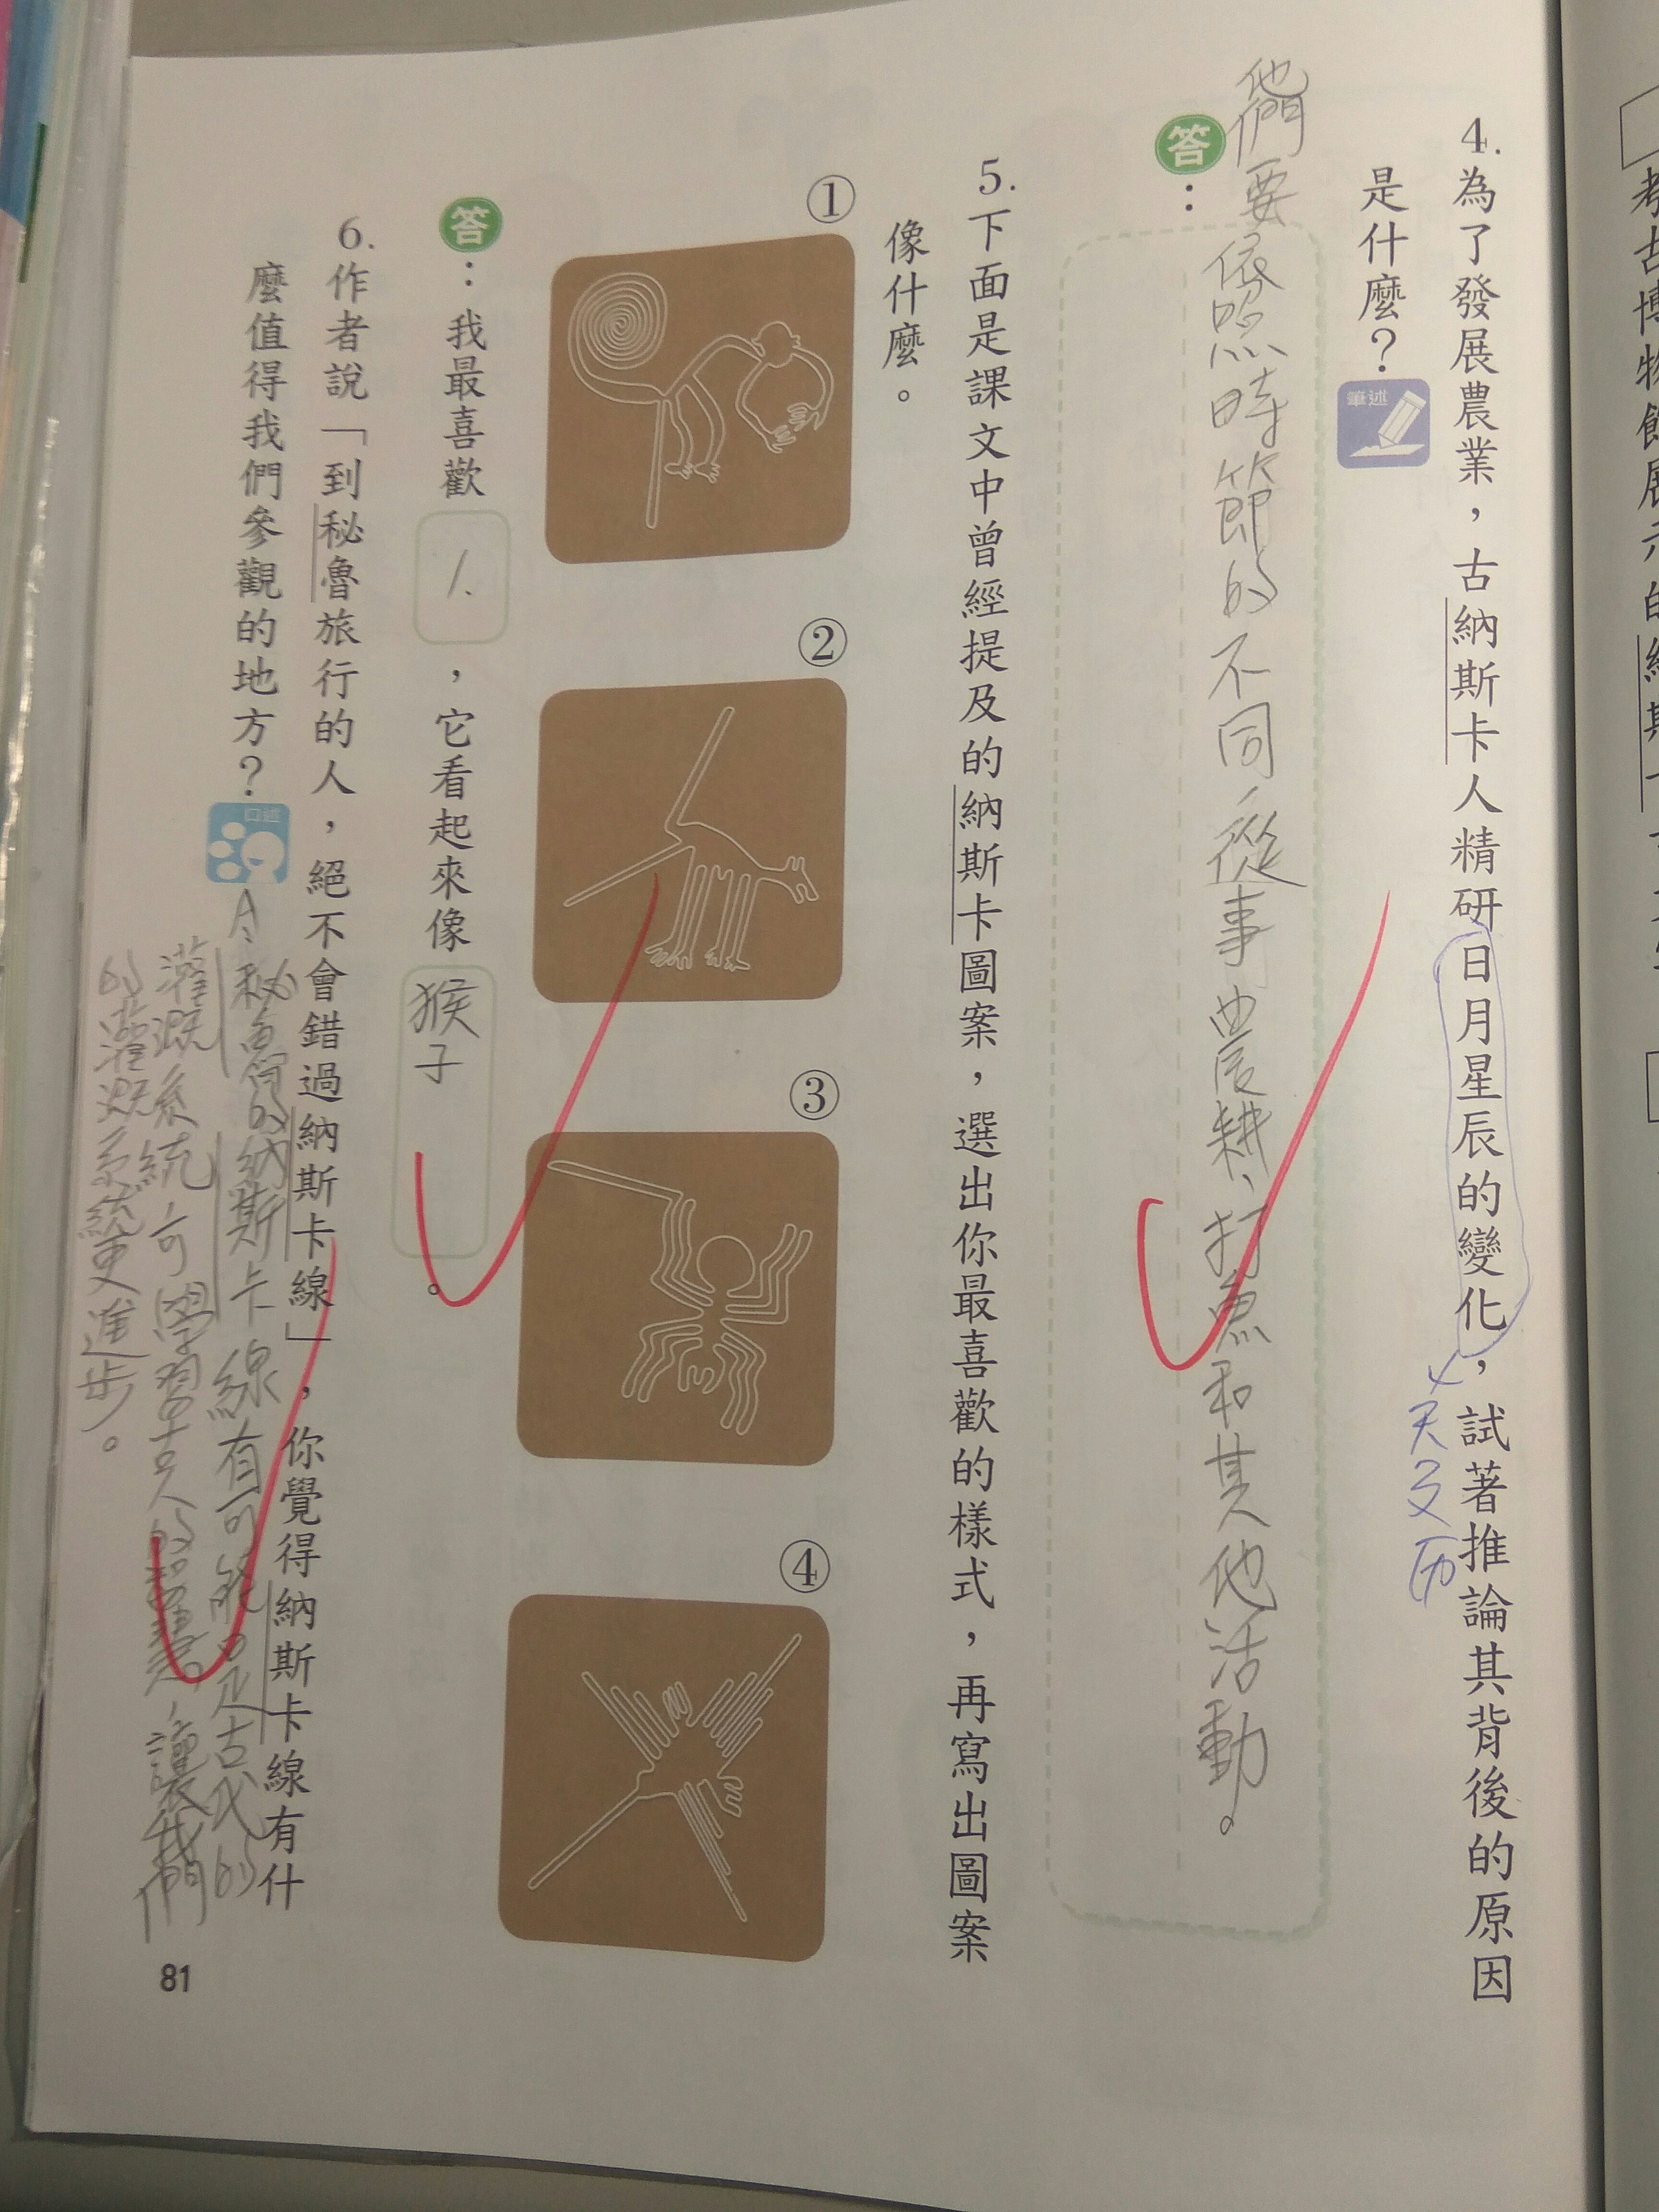 4.為了發展農業，古納斯卡人精研日月星辰的變化，試著推論其背後的原因
是什麼？筆述
天文历
答：
他們要依照時節的不同，從事農耕、打魚和其他活動。
5.下面是課文中曾經提及的納斯卡圖案，選出你最喜歡的樣式，再寫出圖案
像什麼。
①
②
③
④
答：我最喜歡1.，它看起來像猴子。
6.作者說「到秘魯旅行的人，絕不會錯過納斯卡線」，你覺得納斯卡線有什
麼值得我們參觀的地方？口述
A:秘魯的納斯卡線有可能是古代的
灌溉系統，可學習古人的智慧，讓我們
的灌溉系統更進步。
81